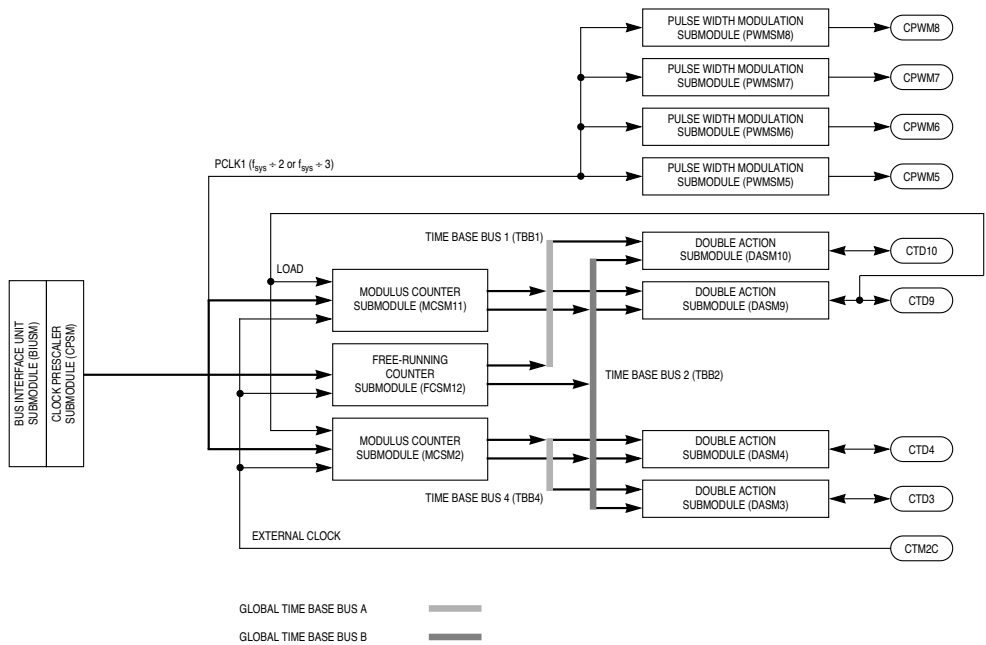 PULSE WIDTH MODULATION
SUBMODULE (PWMSM8)
CPWM8
PULSE WIDTH MODULATION
SUBMODULE (PWMSM7)
CPWM7
PULSE WIDTH MODULATION
SUBMODULE (PWMSM6)
CPWM6
PCLK1 (fsys ÷ 2 or fsys ÷ 3)
PULSE WIDTH MODULATION
SUBMODULE (PWMSM5)
CPWM5
TIME BASE BUS 1 (TBB1)
DOUBLE ACTION
SUBMODULE (DASM10)
CTD10
LOAD
MODULUS COUNTER
SUBMODULE (MCSM11)
DOUBLE ACTION
SUBMODULE (DASM9)
CTD9
BUS INTERFACE UNIT
SUBMODULE (BIUSM)
CLOCK PRESCALER
SUBMODULE (CPSM)
FREE-RUNNING
COUNTER
SUBMODULE (FCSM12)
TIME BASE BUS 2 (TBB2)
MODULUS COUNTER
SUBMODULE (MCSM2)
DOUBLE ACTION
SUBMODULE (DASM4)
CTD4
TIME BASE BUS 4 (TBB4)
DOUBLE ACTION
SUBMODULE (DASM3)
CTD3
EXTERNAL CLOCK
CTM2C
GLOBAL TIME BASE BUS A
GLOBAL TIME BASE BUS B